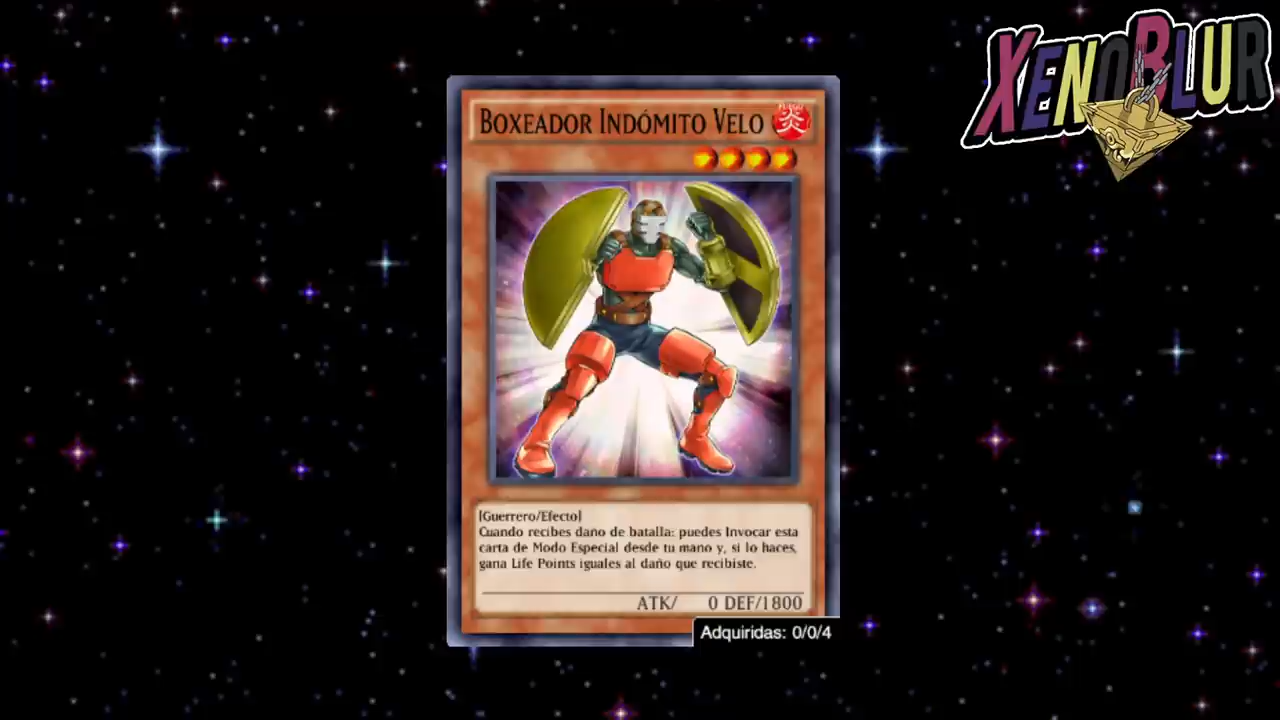 XENOBLUR
BOXEADOR INDÓMITO VELO
FUEGO
炎
[Guerrero/Efecto]
Cuando recibes dano de batalla: puedes Invocar esta
carta de Modo Especial desde tu mano y, si lo haces,
gana Life Points iguales al daño que recibiste.
ATK/ 0 DEF/1800
Adquiridas: 0/0/4